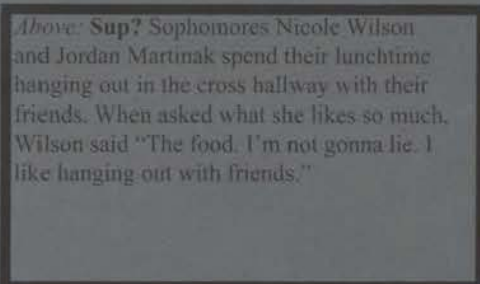 Above: Sup? Sophomores Nicole Wilson
and Jordan Martinak spend their lunchtime
hanging out in the cross hallway with their
friends. When asked what she likes so much,
Wilson said “The food. I’m not gonna lie. I
like hanging out with friends.”